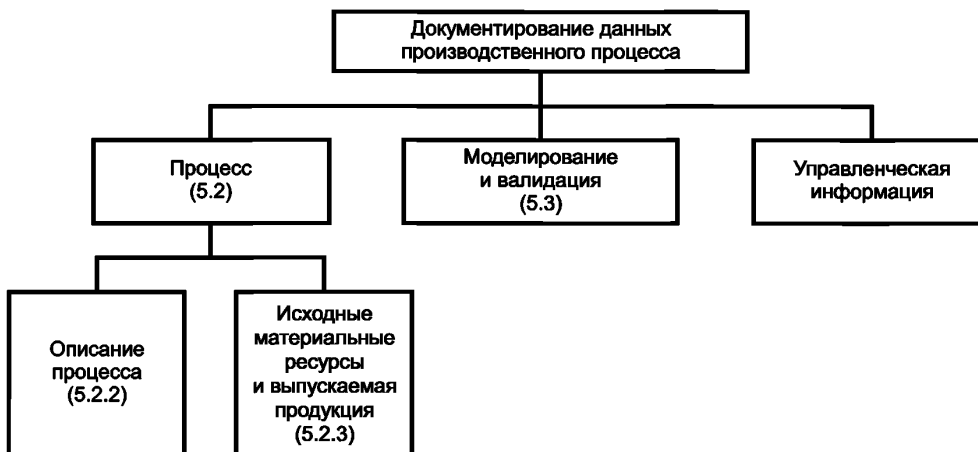 Документирование данных
производственного процесса
Процесс
(5.2)
Моделирование
и валидация
(5.3)
Управленческая
информация
Описание
процесса
(5.2.2)
Исходные
материальные
ресурсы
и выпускаемая
продукция
(5.2.3)